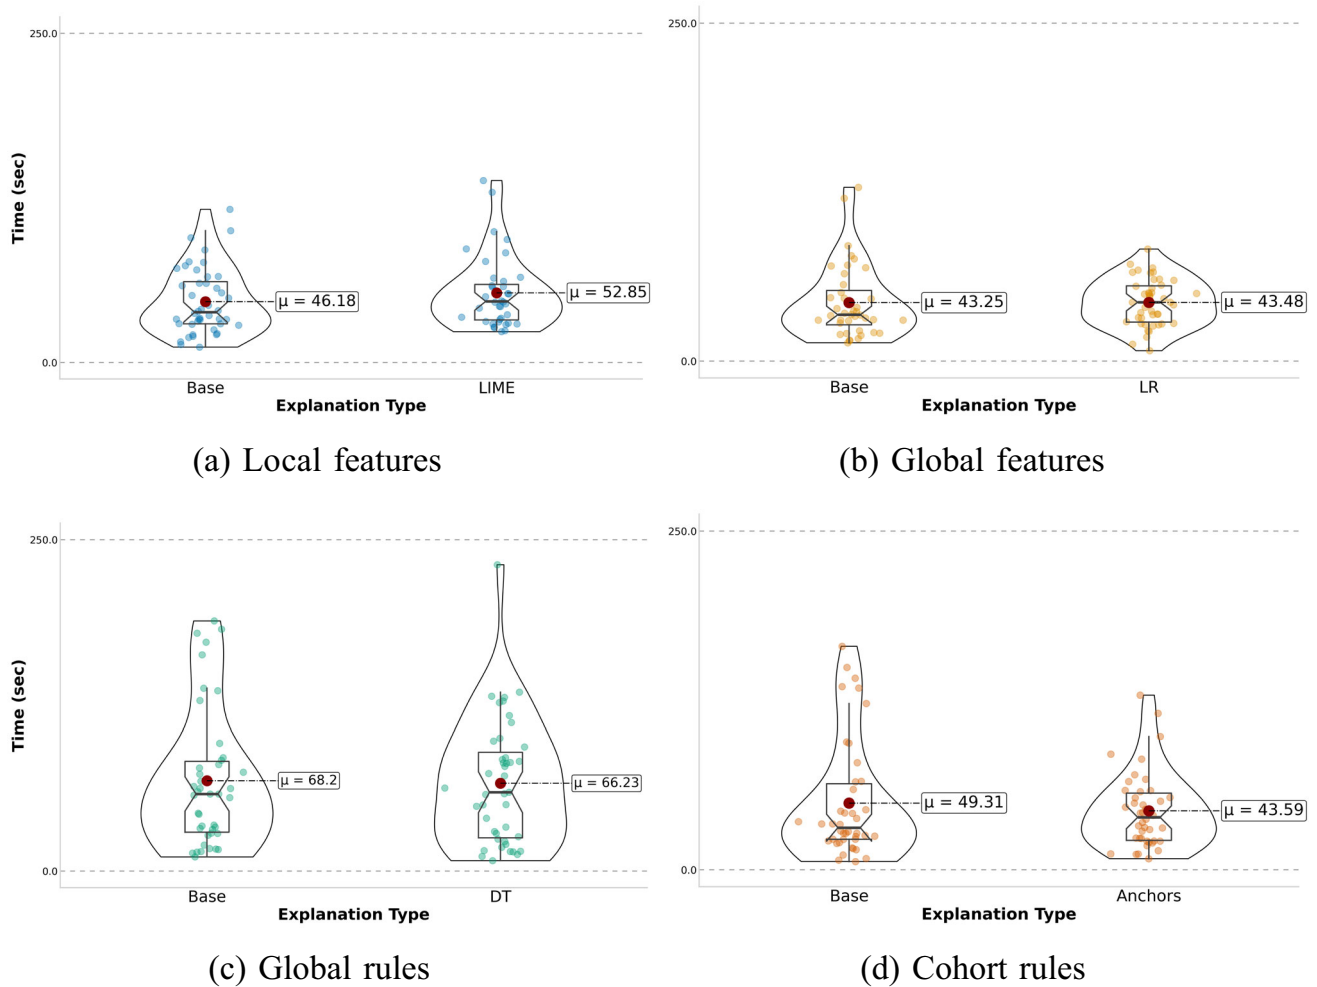 250.0
0.0
Time (sec)
μ = 46.18
μ = 52.85
Base
LIME
Explanation Type
(a) Local features
250.0
0.0
μ = 43.25
μ = 43.48
Base
LR
Explanation Type
(b) Global features
250.0
0.0
Time (sec)
μ = 68.2
μ = 66.23
Base
DT
Explanation Type
(c) Global rules
250.0
0.0
μ = 49.31
μ = 43.59
Base
Anchors
Explanation Type
(d) Cohort rules